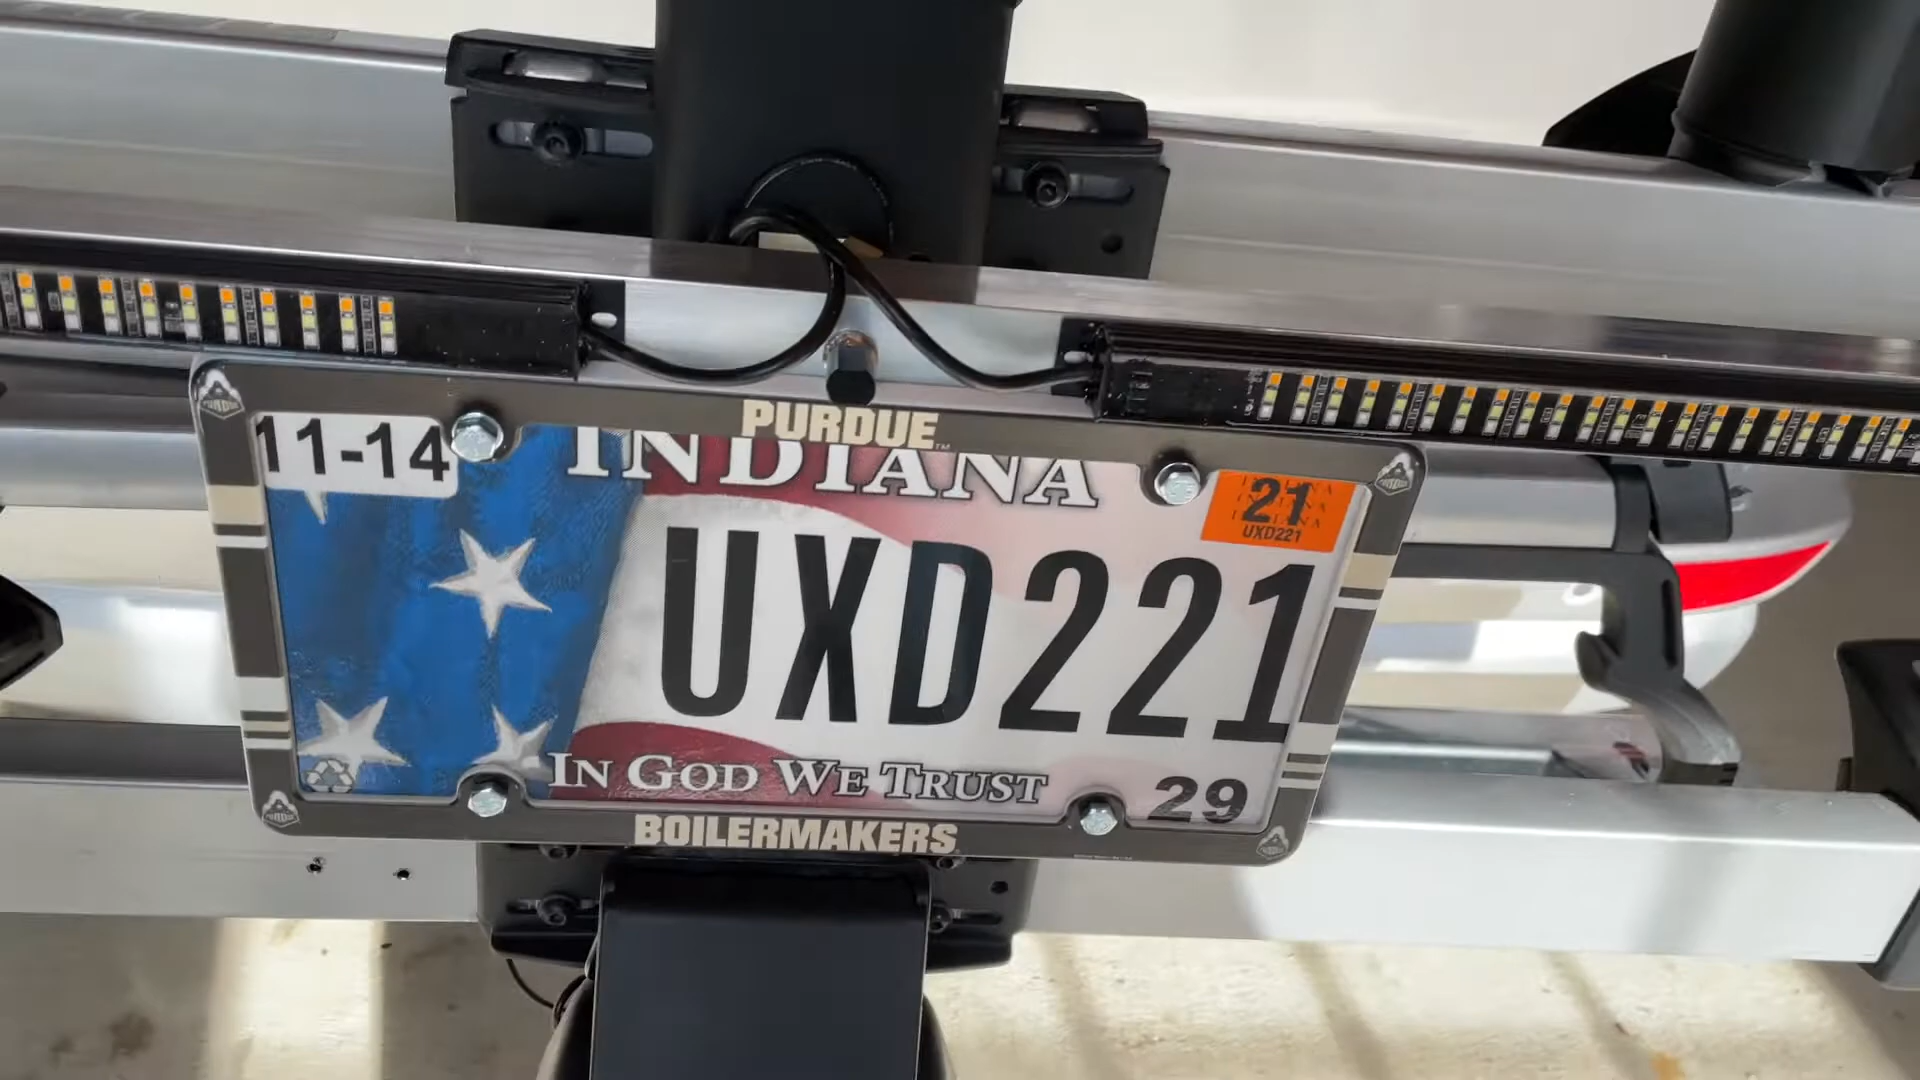 PURDUE
11-14
INDIANA
21
UXD221
UXD221
IN GOD WE TRUST
29
BOILERMAKERS